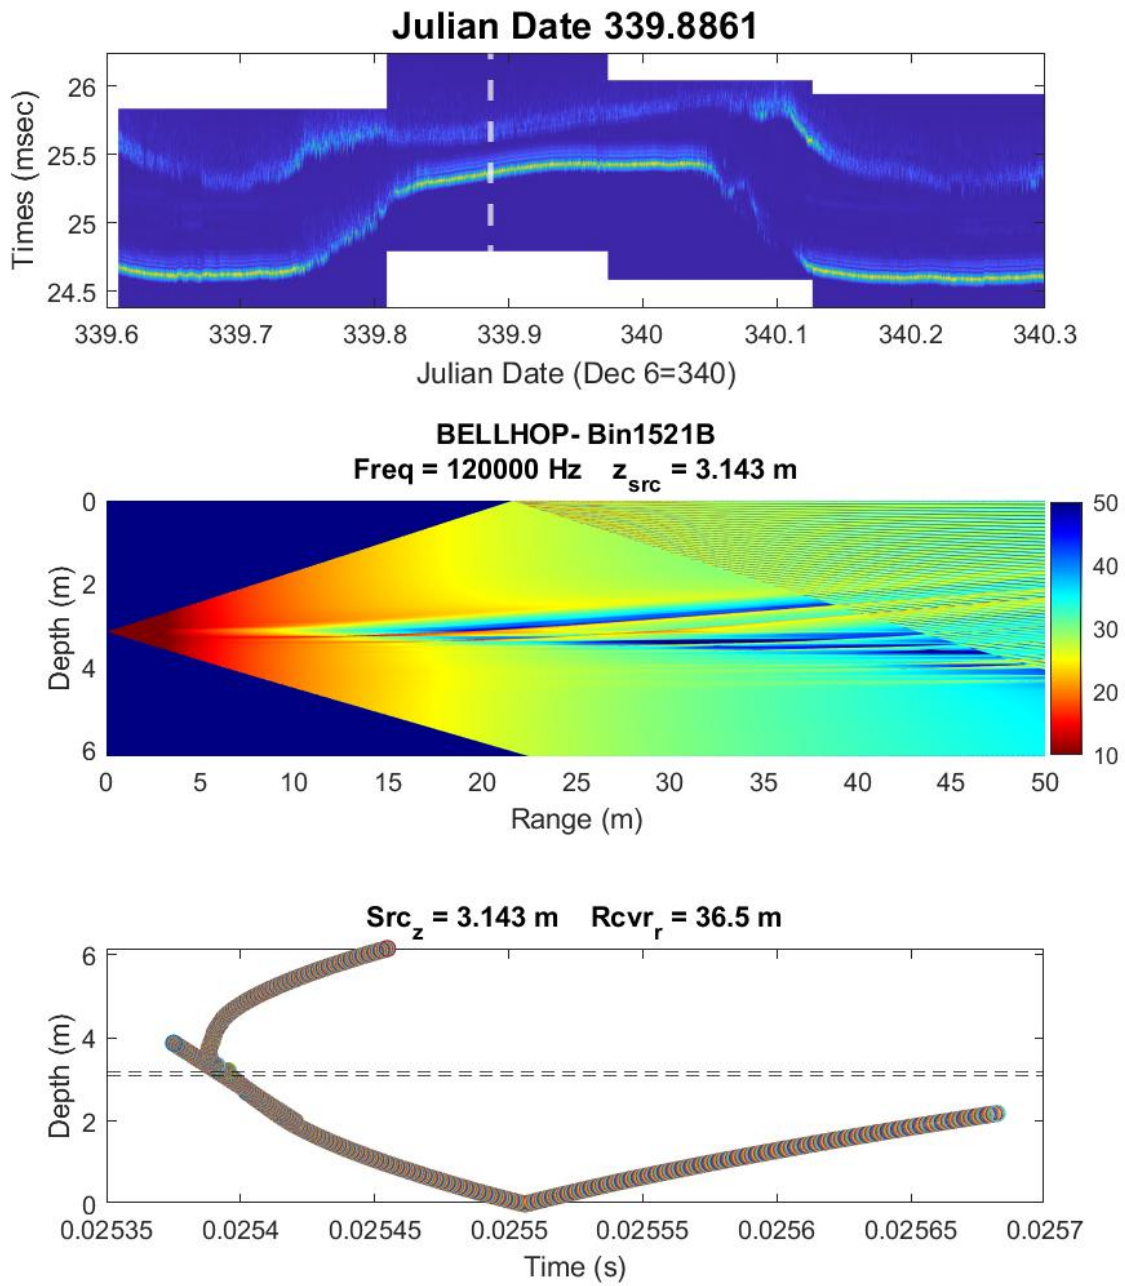 Julian Date 339.8861
Times (msec)
26
25.5
25
24.5
339.6 339.7 339.8 339.9 340 340.1 340.2 340.3
Julian Date (Dec 6=340)
BELLHOP- Bin1521B
Freq = 120000 Hz z_src = 3.143 m
Depth (m)
0
2
4
6
0 5 10 15 20 25 30 35 40 45 50
Range (m)
50
40
30
20
10
Src_z = 3.143 m Rcvr_r = 36.5 m
Depth (m)
6
4
2
0
0.02535 0.0254 0.02545 0.0255 0.02555 0.0256 0.02565 0.0257
Time (s)